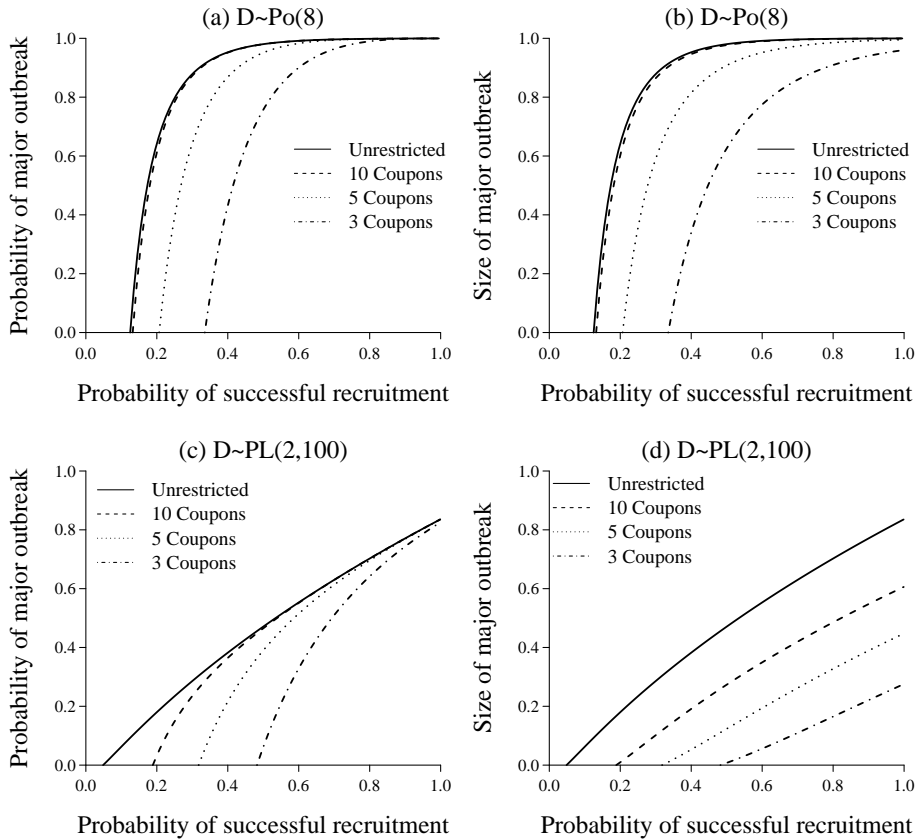 (a) D~Po(8)
Probability of major outbreak
1.0
0.8
0.6
0.4
0.2
0.0
Unrestricted
10 Coupons
5 Coupons
3 Coupons
0.0 0.2 0.4 0.6 0.8 1.0
Probability of successful recruitment
(b) D~Po(8)
Size of major outbreak
1.0
0.8
0.6
0.4
0.2
0.0
Unrestricted
10 Coupons
5 Coupons
3 Coupons
0.0 0.2 0.4 0.6 0.8 1.0
Probability of successful recruitment
(c) D~PL(2,100)
Probability of major outbreak
1.0
0.8
0.6
0.4
0.2
0.0
Unrestricted
10 Coupons
5 Coupons
3 Coupons
0.0 0.2 0.4 0.6 0.8 1.0
Probability of successful recruitment
(d) D~PL(2,100)
Size of major outbreak
1.0
0.8
0.6
0.4
0.2
0.0
Unrestricted
10 Coupons
5 Coupons
3 Coupons
0.0 0.2 0.4 0.6 0.8 1.0
Probability of successful recruitment